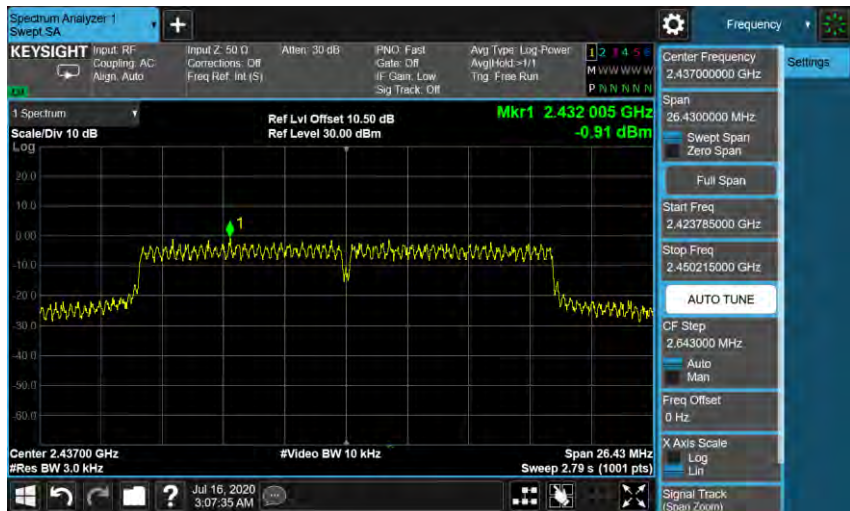 Spectrum Analyzer 1
Swept SA
+
Frequency
KEYSIGHT
Input: RF
Coupling: AC
Align: Auto
Input Z: 50 Ω
Corrections: Off
Freq Ref: Int (S)
Atten: 30 dB
PNO: Fast
Gate: Off
IF Gain: Low
Sig Track: Off
Avg Type: Log-Power
Avg|Hold:>1/1
Trig: Free Run
1 2 3 4 5 6
M W W W W W
P N N N N N
Settings
1 Spectrum
Scale/Div 10 dB
Ref Lvl Offset 10.50 dB
Ref Level 30.00 dBm
Mkr1 2.432 005 GHz
-0.91 dBm
Log
20.0
10.0
0.00
-10.0
-20.0
-30.0
-40.0
-50.0
-60.0
1
Center 2.43700 GHz
#Res BW 3.0 kHz
#Video BW 10 kHz
Span 26.43 MHz
Sweep 2.79 s (1001 pts)
Center Frequency
2.437000000 GHz
Span
26.4300000 MHz
Swept Span
Zero Span
Full Span
Start Freq
2.423785000 GHz
Stop Freq
2.450215000 GHz
AUTO TUNE
CF Step
2.643000 MHz
Auto
Man
Freq Offset
0 Hz
X Axis Scale
Log
Lin
Signal Track
(Span Zoom)
?
Jul 16, 2020
3:07:35 AM